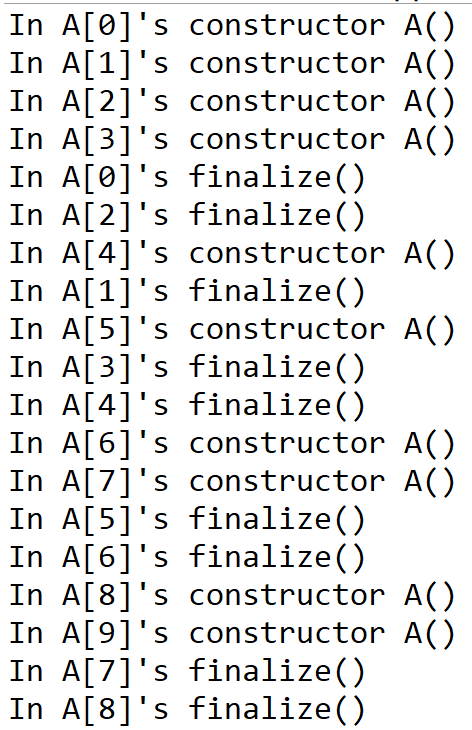 In A[0]'s constructor A()
In A[1]'s constructor A()
In A[2]'s constructor A()
In A[3]'s constructor A()
In A[0]'s finalize()
In A[2]'s finalize()
In A[4]'s constructor A()
In A[1]'s finalize()
In A[5]'s constructor A()
In A[3]'s finalize()
In A[4]'s finalize()
In A[6]'s constructor A()
In A[7]'s constructor A()
In A[5]'s finalize()
In A[6]'s finalize()
In A[8]'s constructor A()
In A[9]'s constructor A()
In A[7]'s finalize()
In A[8]'s finalize()